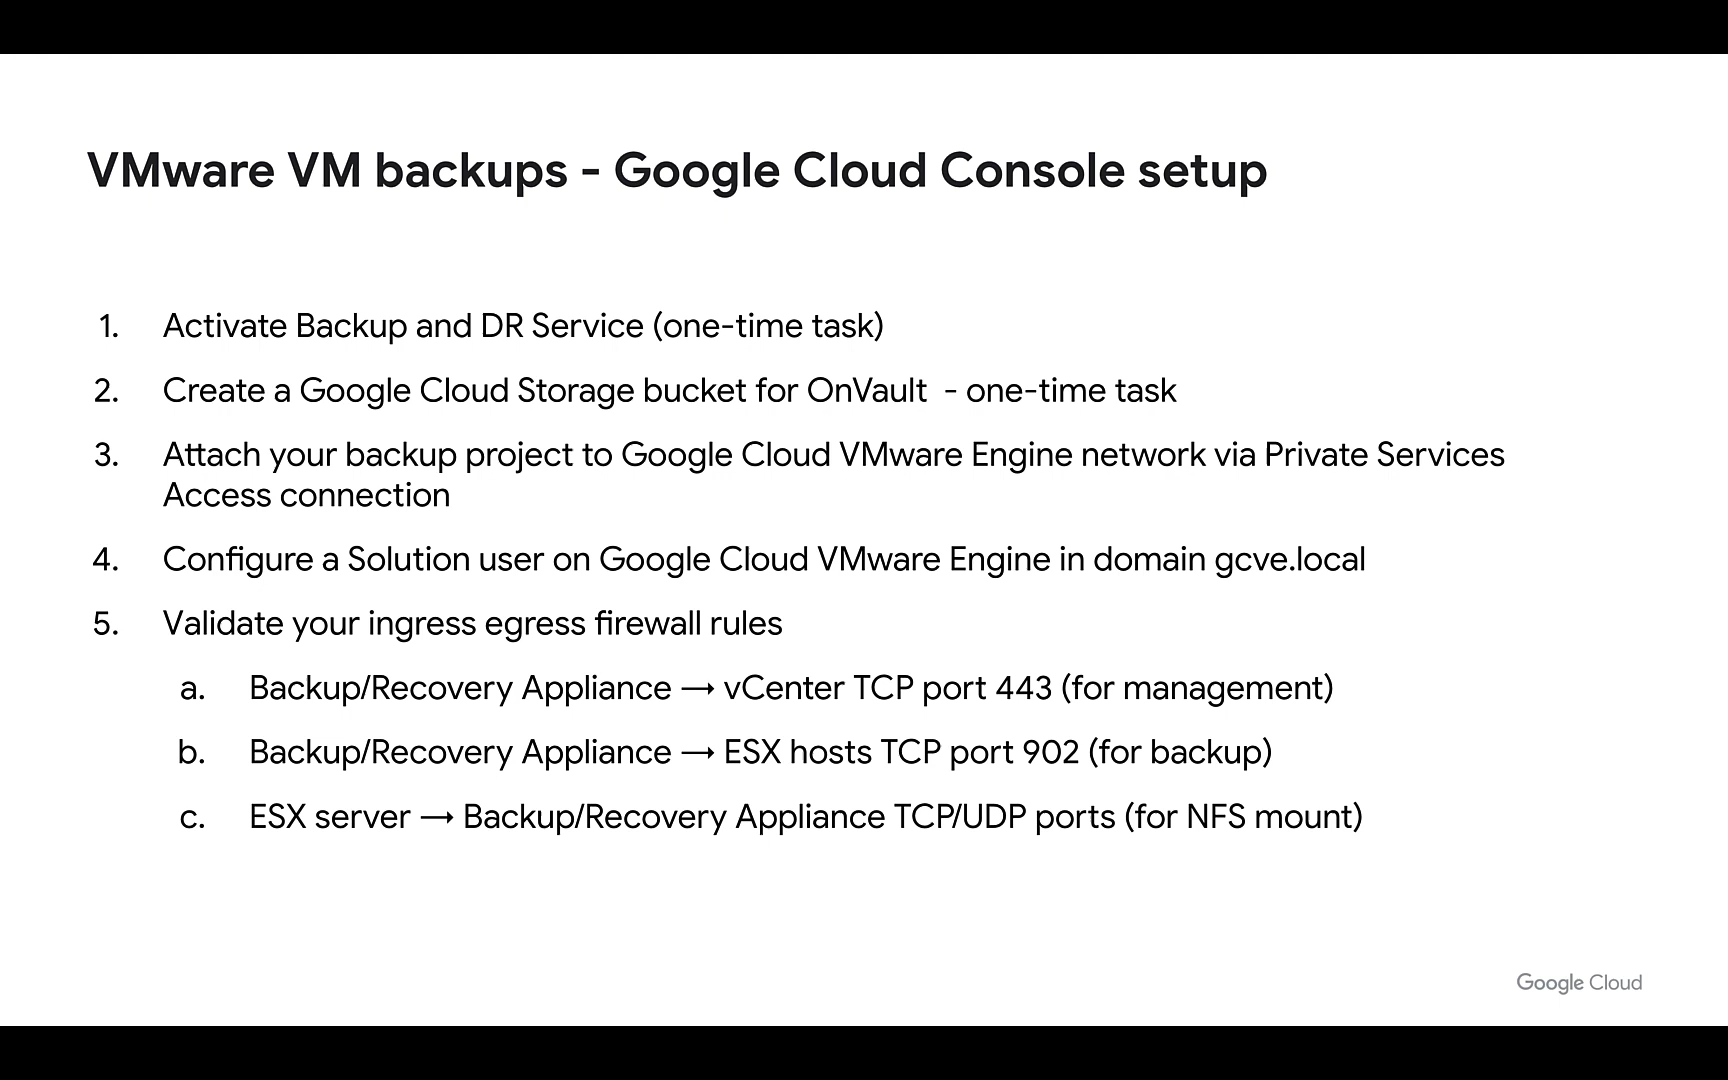 VMware VM backups - Google Cloud Console setup
1. Activate Backup and DR Service (one-time task)
2. Create a Google Cloud Storage bucket for OnVault  - one-time task
3. Attach your backup project to Google Cloud VMware Engine network via Private Services
Access connection
4. Configure a Solution user on Google Cloud VMware Engine in domain gcve.local
5. Validate your ingress egress firewall rules
a. Backup/Recovery Appliance → vCenter TCP port 443 (for management)
b. Backup/Recovery Appliance → ESX hosts TCP port 902 (for backup)
c. ESX server → Backup/Recovery Appliance TCP/UDP ports (for NFS mount)
Google Cloud